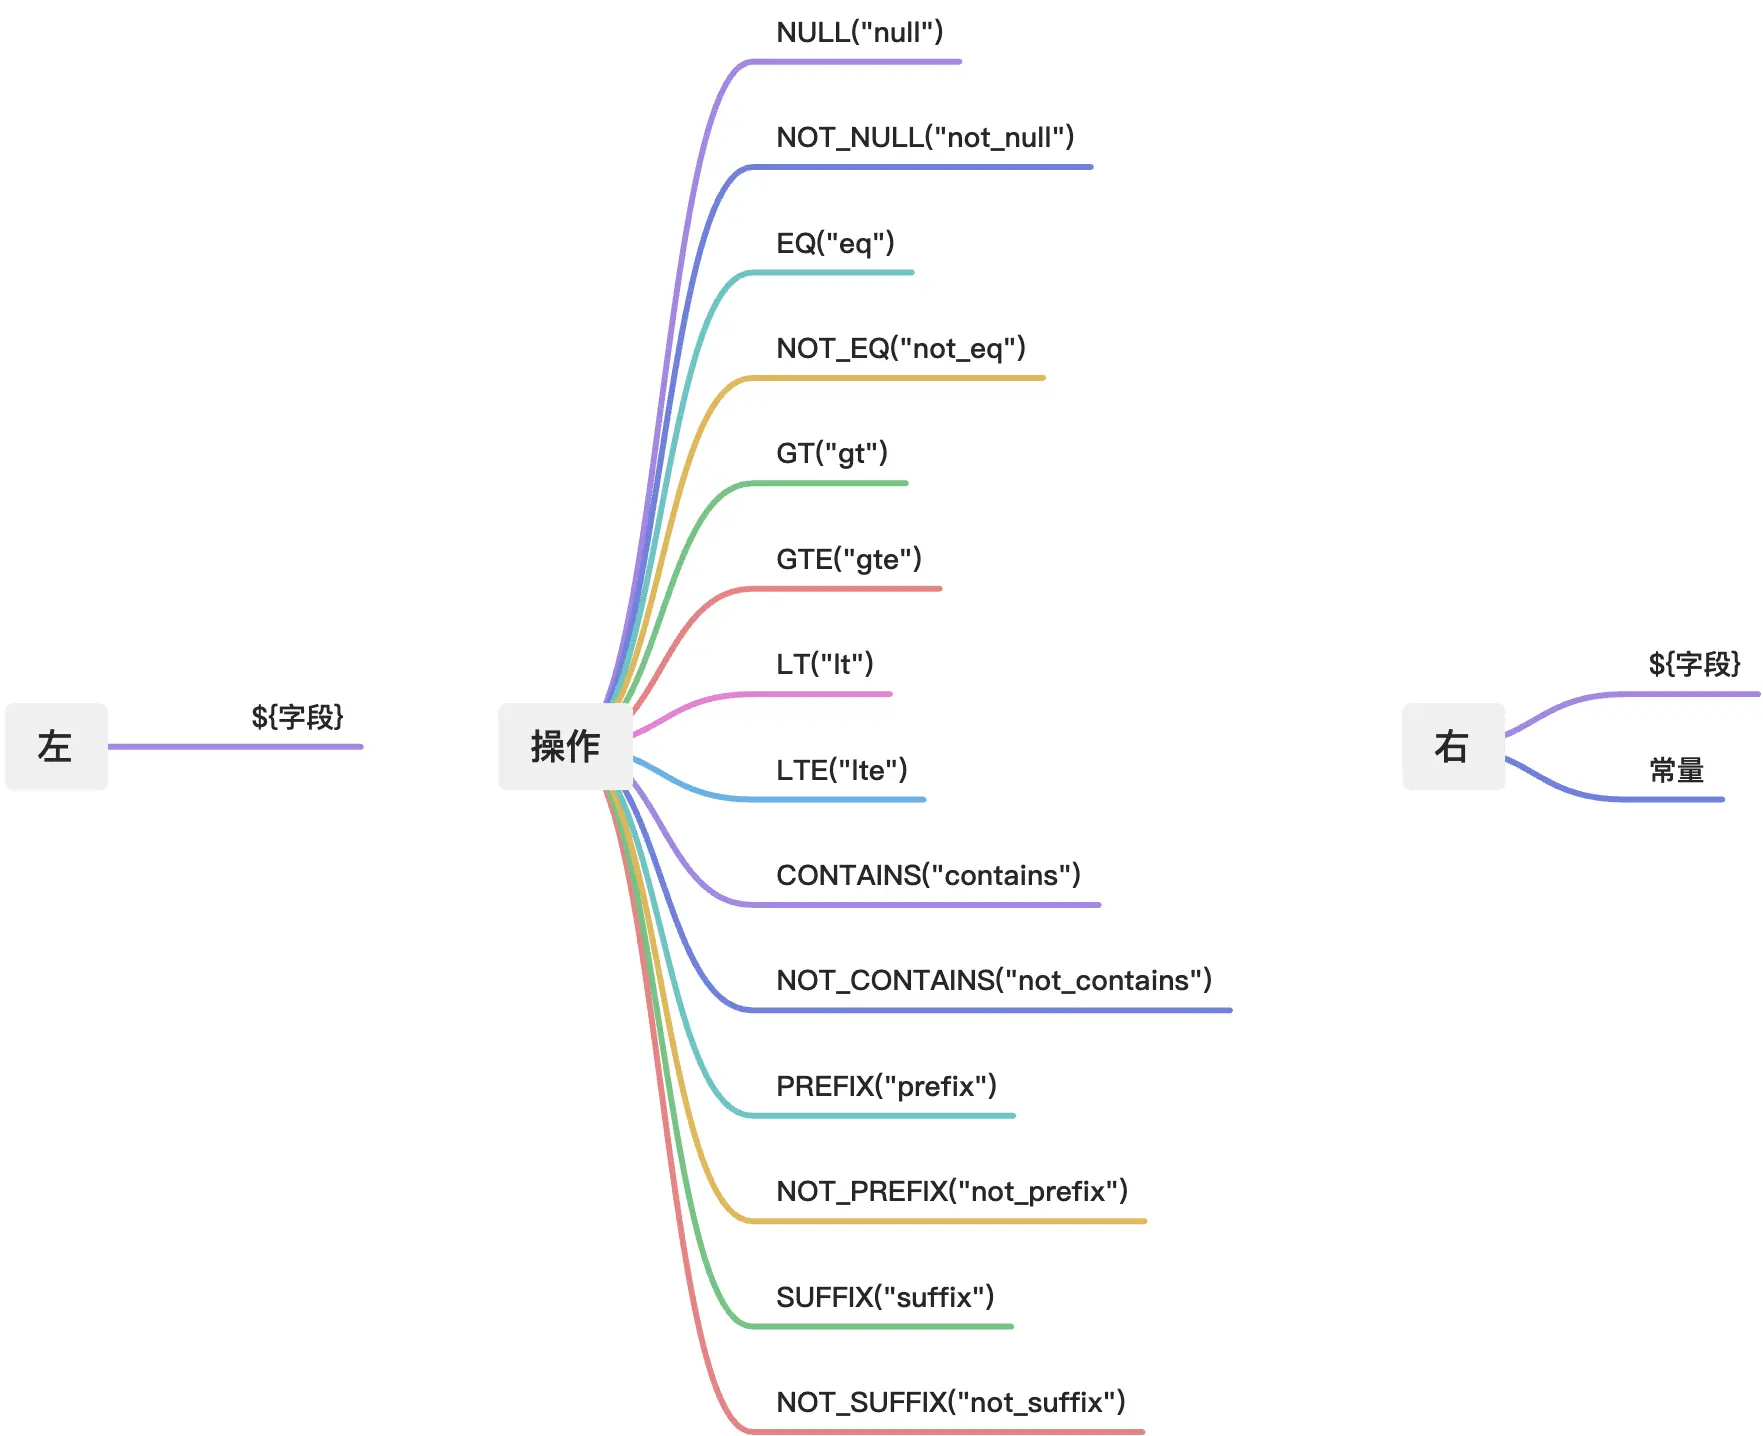 左
${字段}
操作
NULL("null")
NOT_NULL("not_null")
EQ("eq")
NOT_EQ("not_eq")
GT("gt")
GTE("gte")
LT("lt")
LTE("lte")
CONTAINS("contains")
NOT_CONTAINS("not_contains")
PREFIX("prefix")
NOT_PREFIX("not_prefix")
SUFFIX("suffix")
NOT_SUFFIX("not_suffix")
右
${字段}
常量